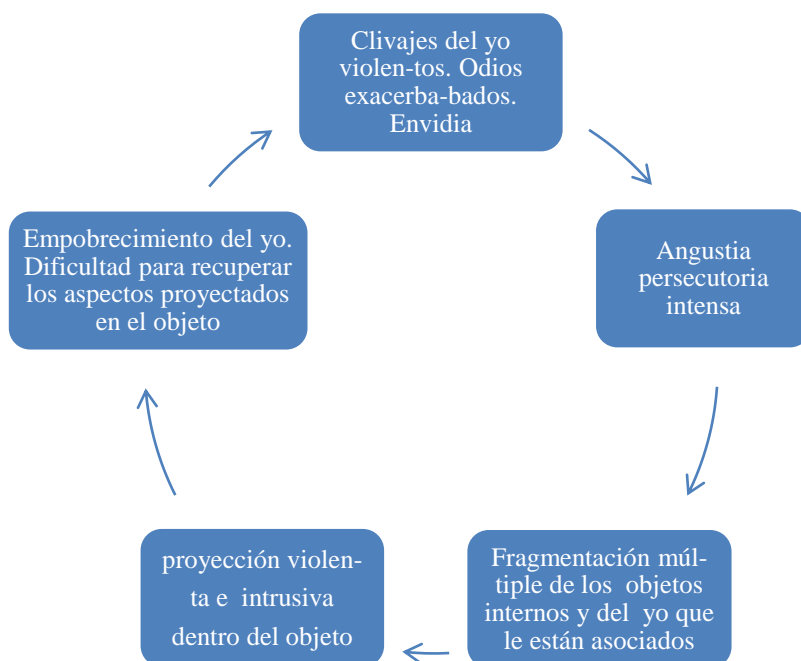 Clivajes del yo
violen-tos. Odios
exacerba-bados.
Envidia
Angustia
persecutoria
intensa
Fragmentación múl-
tiple de los objetos
internos y del yo que
le están asociados
proyección violen-
ta e intrusiva
dentro del objeto
Empobrecimiento del yo.
Dificultad para recuperar
los aspectos proyectados
en el objeto